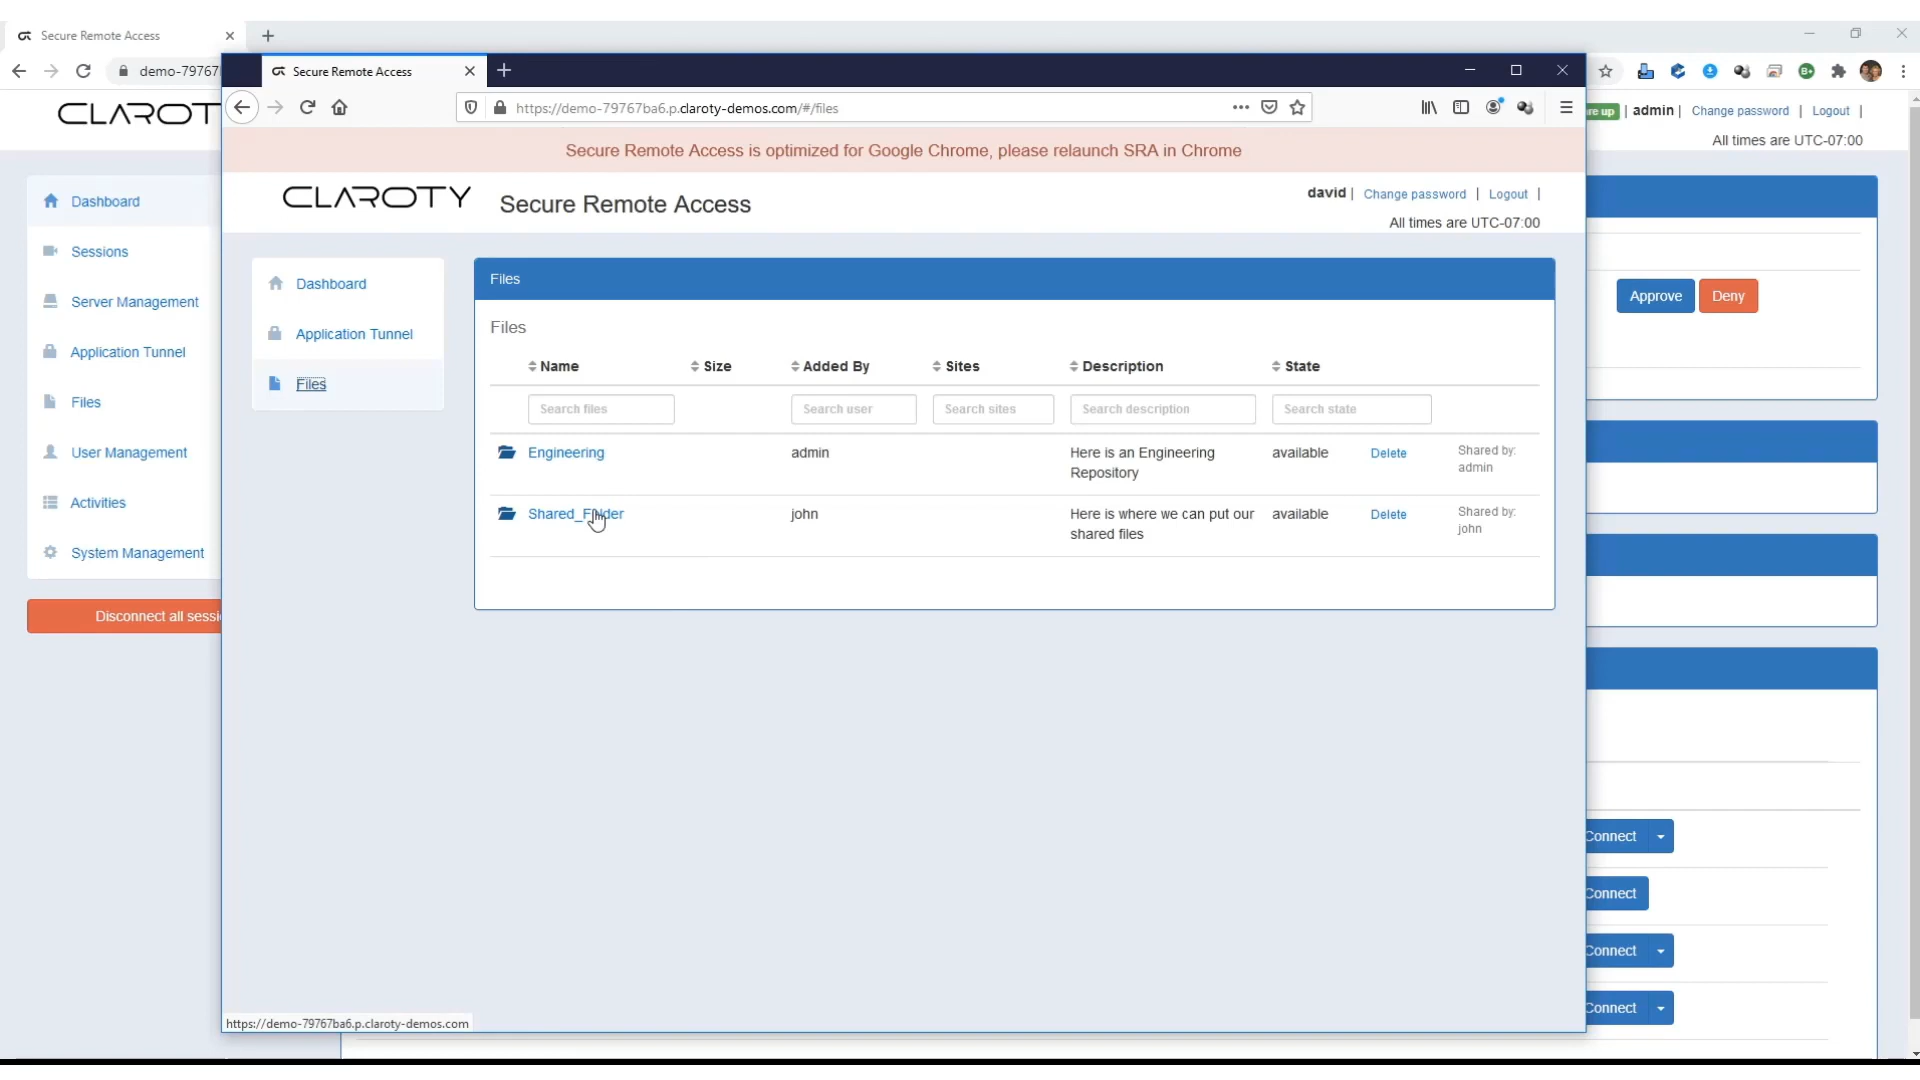 Secure Remote Access
demo-79767
CLAROT
Dashboard
Sessions
Server Management
Application Tunnel
Files
User Management
Activities
System Management
Disconnect all sessi
re up | admin | Change password | Logout |
All times are UTC-07:00
Approve Deny
Connect
Connect
Connect
Connect
Secure Remote Access
https://demo-79767ba6.p.claroty-demos.com/#/files
Secure Remote Access is optimized for Google Chrome, please relaunch SRA in Chrome
CLAROTY Secure Remote Access
david | Change password | Logout |
All times are UTC-07:00
Dashboard
Application Tunnel
Files
Files
Files
Name Size Added By Sites Description State
Search files Search user Search sites Search description Search state
Engineering admin Here is an Engineering available Delete Shared by:
Repository admin
Shared_Folder john Here is where we can put our available Delete Shared by:
shared files john
https://demo-79767ba6.p.claroty-demos.com